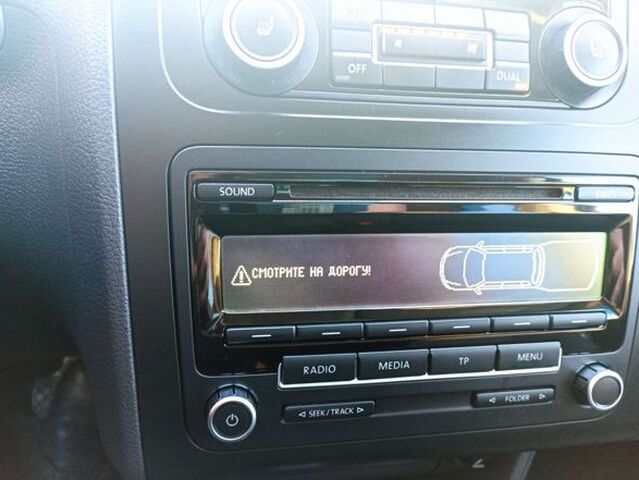 OFF
DUAL
SOUND
СМОТРИТЕ НА ДОРОГУ!
RADIO
MEDIA
TP
MENU
SEEK/TRACK
FOLDER